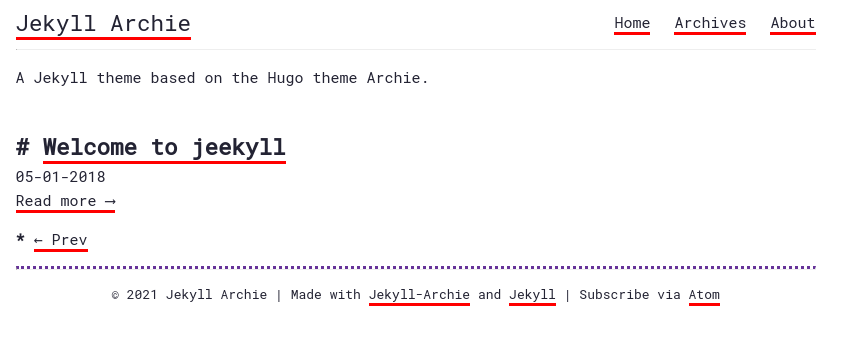 Jekyll Archie Home Archives About
A Jekyll theme based on the Hugo theme Archie.
# Welcome to jeekyll
05-01-2018
Read more ⟶
* ← Prev
© 2021 Jekyll Archie | Made with Jekyll-Archie and Jekyll | Subscribe via Atom